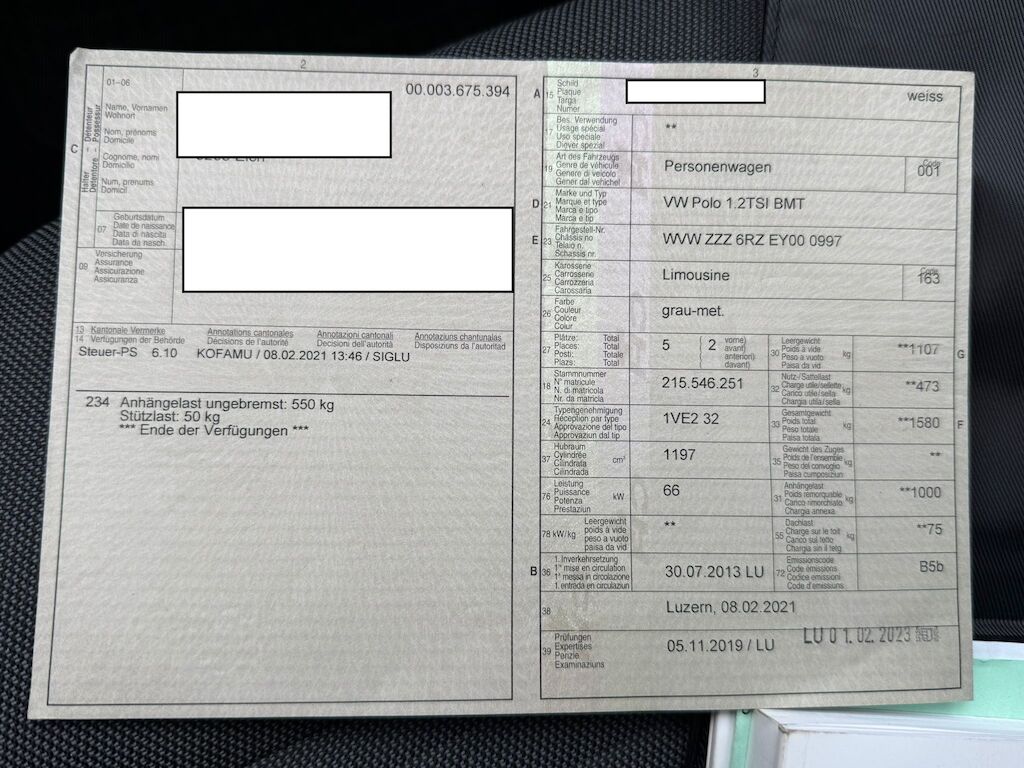 2
01–06
00.003.675.394
C
Halter - Détenteur
Detentore - Possessur
Name, Vornamen
Wohnort
Nom, prénoms
Domicile
Cognome, nomi
Domicilio
Num, prenums
Domicil
07
Geburtsdatum
Date de naissance
Data di nascita
Data da nasch.
09
Versicherung
Assurance
Assicurazione
Assicuranza
13 Kantonale Vermerke
14 Verfügungen der Behörde
Annotations cantonales
Décisions de l'autorité
Annotazioni cantonali
Decisioni dell'autorità
Annotaziuns chantunalas
Disposiziuns da l'autoritad
Steuer-PS 6.10 KOFAMU / 08.02.2021 13:46 / SIGLU
234 Anhängelast ungebremst: 550 kg
Stützlast: 50 kg
*** Ende der Verfügungen ***
3
A 15
Schild
Plaque
Targa
Numer
weiss
17
Bes. Verwendung
Usage spécial
Uso speciale
Diever spezial
**
19
Art des Fahrzeugs
Genre de véhicule
Genere di veicolo
Gener dal vehichel
Personenwagen
Code
001
D 21
Marke und Typ
Marque et type
Marca e tipo
Marca e tip
VW Polo 1.2TSI BMT
E 23
Fahrgestell-Nr.
Châssis no
Telaio n.
Schassis nr.
WVW ZZZ 6RZ EY00 0997
25
Karosserie
Carrosserie
Carrozzeria
Carossaria
Limousine
Code
163
26
Farbe
Couleur
Colore
Colur
grau-met.
27
Plätze: Total
Places: Total
Posti: Totale
Plazs: Total
5
2
vorne)
avant)
anteriori)
davant)
30
Leergewicht
Poids à vide
Peso a vuoto
Paisa da vid
kg
**1107
G
18
Stammnummer
N° matricule
N. di matricola
Nr. da matricla
215.546.251
32
Nutz-/Sattellast
Charge utile/sellette
Carico utile/sella
Chargia utila/sella
kg
**473
24
Typengenehmigung
Réception par type
Approvazione del tipo
Approvaziun dal tip
1VE2 32
33
Gesamtgewicht
Poids total
Peso totale
Paisa totala
kg
**1580
F
37
Hubraum
Cylindrée
Cilindrata
Cilindrada
cm³
1197
35
Gewicht des Zuges
Poids de l'ensemble
Peso del convoglio
Paisa cumposiziun
kg
**
76
Leistung
Puissance
Potenza
Prestaziun
kW
66
31
Anhängelast
Poids remorquable
Carico rimorchiato
Chargia annexa
kg
**1000
78 kW/kg
Leergewicht
poids à vide
peso a vuoto
paisa da vid
**
55
Dachlast
Charge sur le toit
Carico sul tetto
Chargia sin il tetg
kg
**75
B 36
1. Inverkehrsetzung
1re mise en circulation
1a messa in circolazione
1. entrada en circulaziun
30.07.2013 LU
72
Emissionscode
Code émissions
Codice emissioni
Code d'emissiuns
B5b
38
Luzern, 08.02.2021
39
Prüfungen
Expertises
Perizie
Examinaziuns
05.11.2019 / LU
LU 0 1. 02. 2023